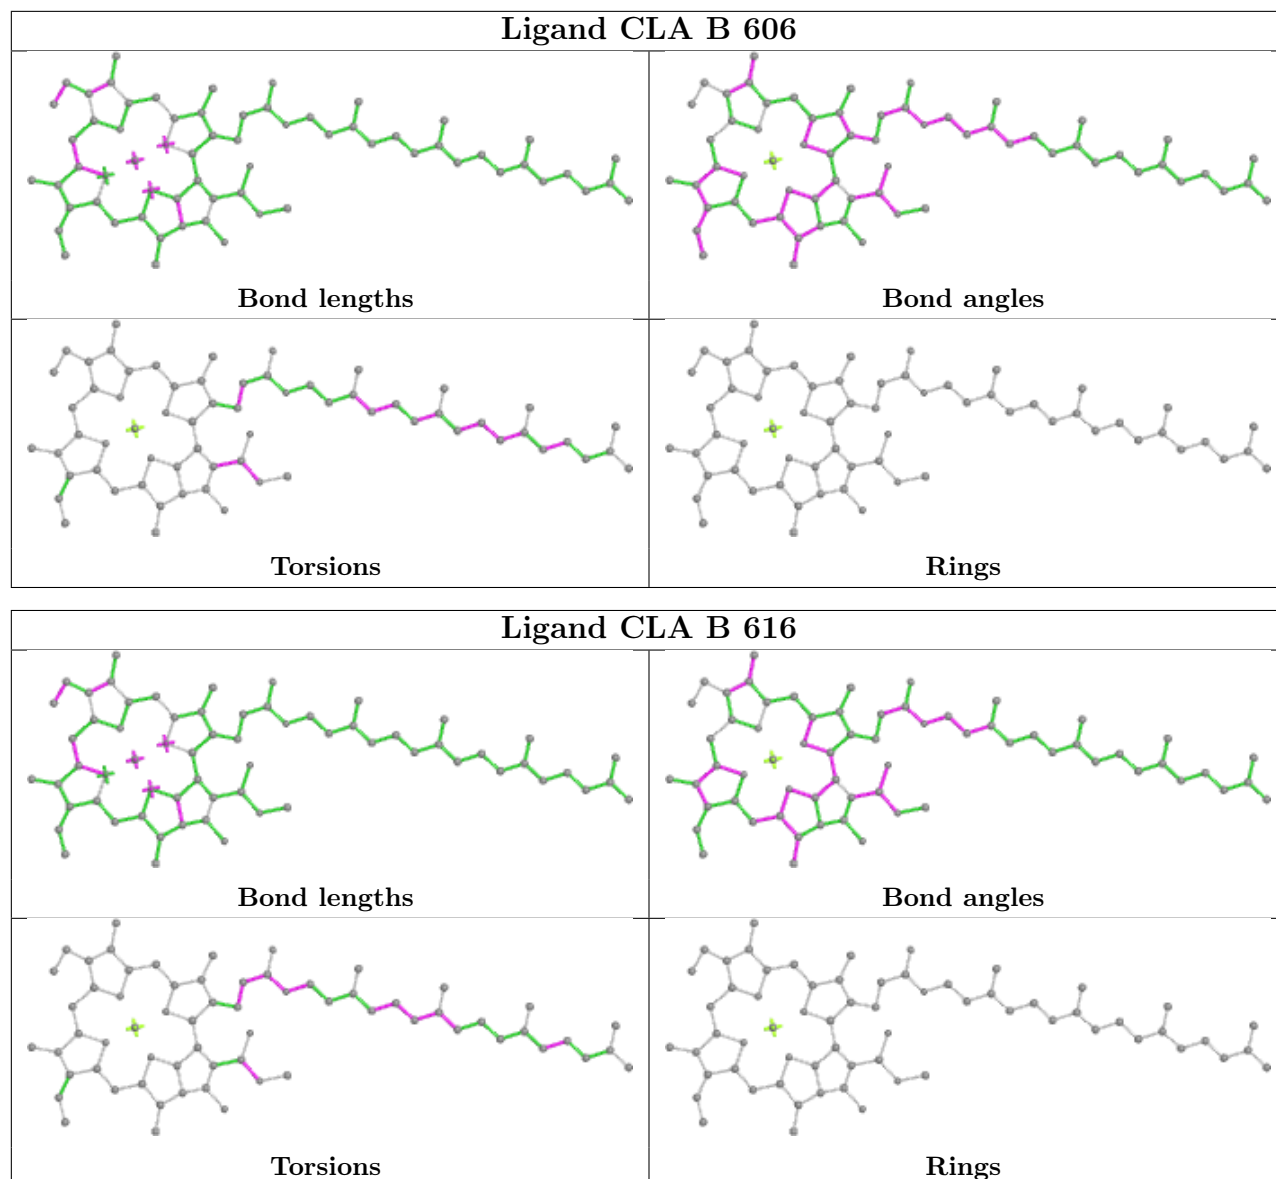 Ligand CLA B 606
Bond lengths
Bond angles
Torsions
Rings
Ligand CLA B 616
Bond lengths
Bond angles
Torsions
Rings